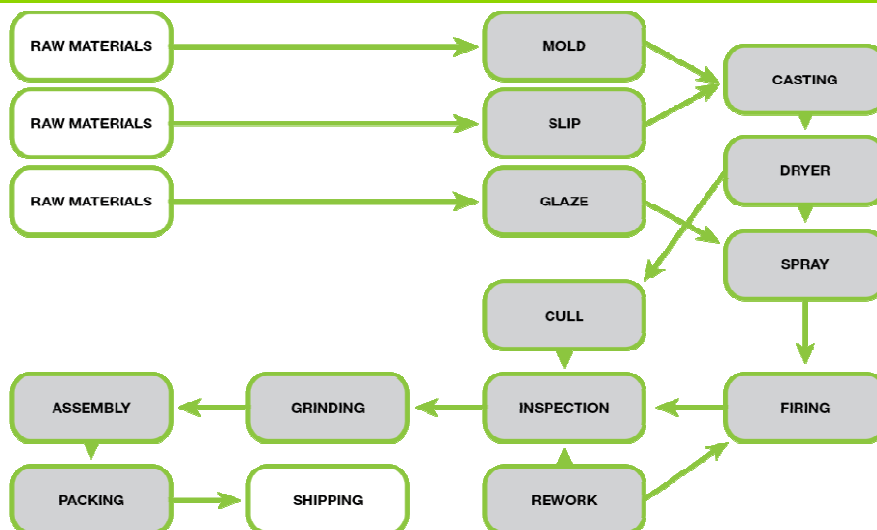 RAW MATERIALS
MOLD
CASTING
RAW MATERIALS
SLIP
DRYER
RAW MATERIALS
GLAZE
SPRAY
CULL
ASSEMBLY
GRINDING
INSPECTION
FIRING
PACKING
SHIPPING
REWORK